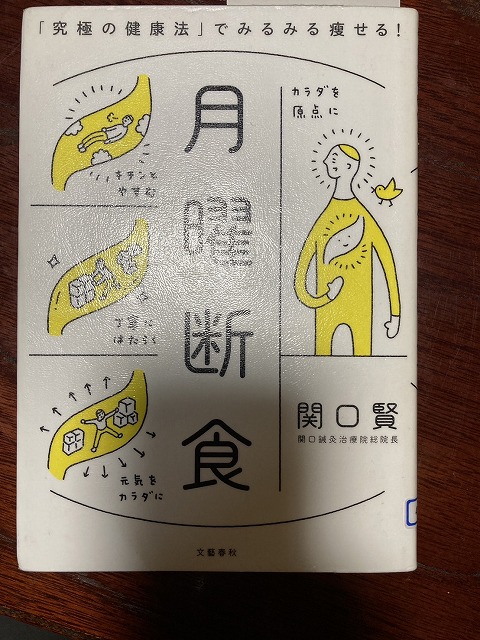 「究極の健康法」でみるみる痩せる!
月曜断食
カラダを
原点に
キチンと
やすむ
丁寧に
はたらく
元気を
カラダに
関口賢
関口鍼灸治療院総院長
文藝春秋